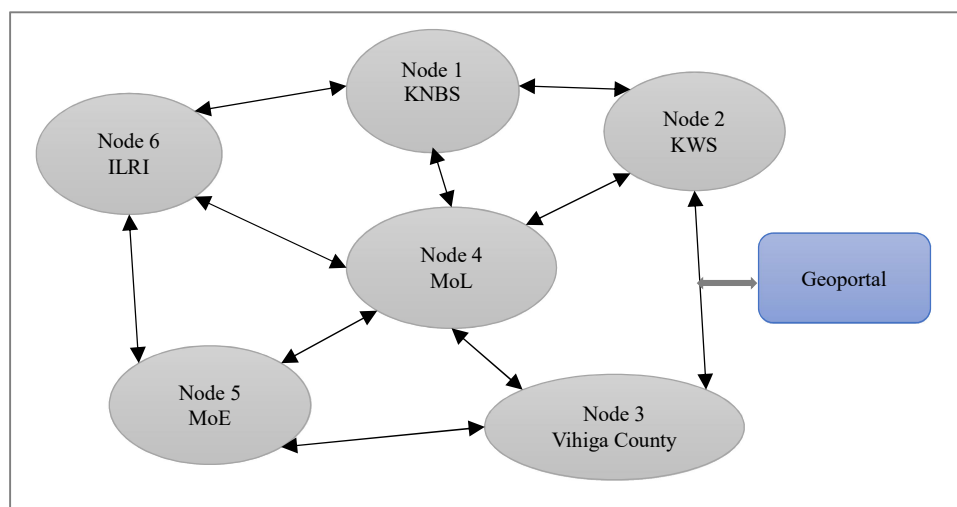 Node 1
KNBS
Node 2
KWS
Node 6
ILRI
Node 4
MoL
Geoportal
Node 5
MoE
Node 3
Vihiga County